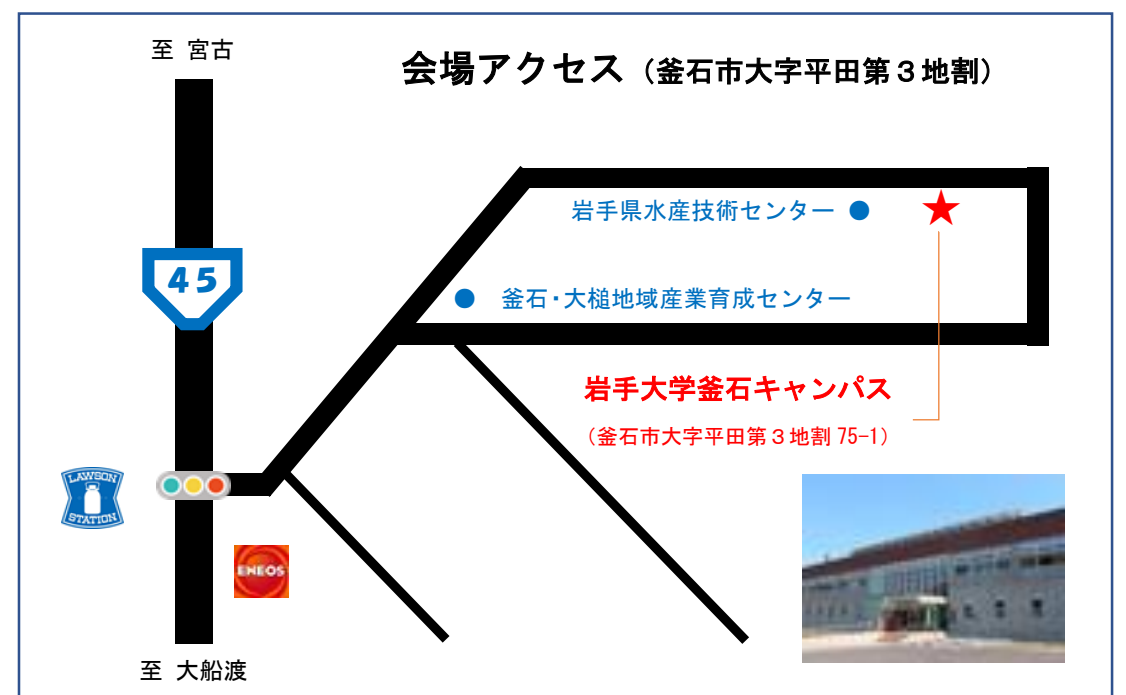 至 宮古
会場アクセス（釜石市大字平田第３地割）
岩手県水産技術センター
45
釜石・大槌地域産業育成センター
岩手大学釜石キャンパス
（釜石市大字平田第３地割 75-1）
LAWSON
STATION
ENEOS
至 大船渡